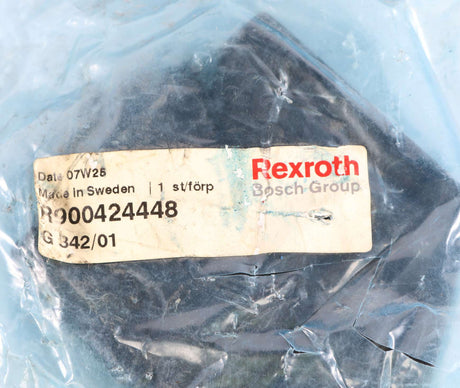 Date 07W25
Made in Sweden | 1 st/förp
R900424448
G 342/01
Rexroth
Bosch Group